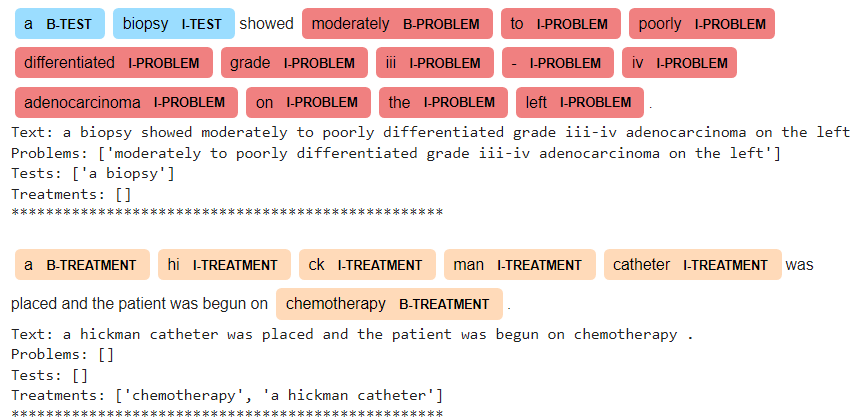 a B-TEST biopsy I-TEST showed moderately B-PROBLEM to I-PROBLEM poorly I-PROBLEM
differentiated I-PROBLEM grade I-PROBLEM iii I-PROBLEM - I-PROBLEM iv I-PROBLEM
adenocarcinoma I-PROBLEM on I-PROBLEM the I-PROBLEM left I-PROBLEM .
Text: a biopsy showed moderately to poorly differentiated grade iii-iv adenocarcinoma on the left
Problems: ['moderately to poorly differentiated grade iii-iv adenocarcinoma on the left']
Tests: ['a biopsy']
Treatments: []
**************************************************
a B-TREATMENT hi I-TREATMENT ck I-TREATMENT man I-TREATMENT catheter I-TREATMENT was
placed and the patient was begun on chemotherapy B-TREATMENT .
Text: a hickman catheter was placed and the patient was begun on chemotherapy .
Problems: []
Tests: []
Treatments: ['chemotherapy', 'a hickman catheter']
**************************************************